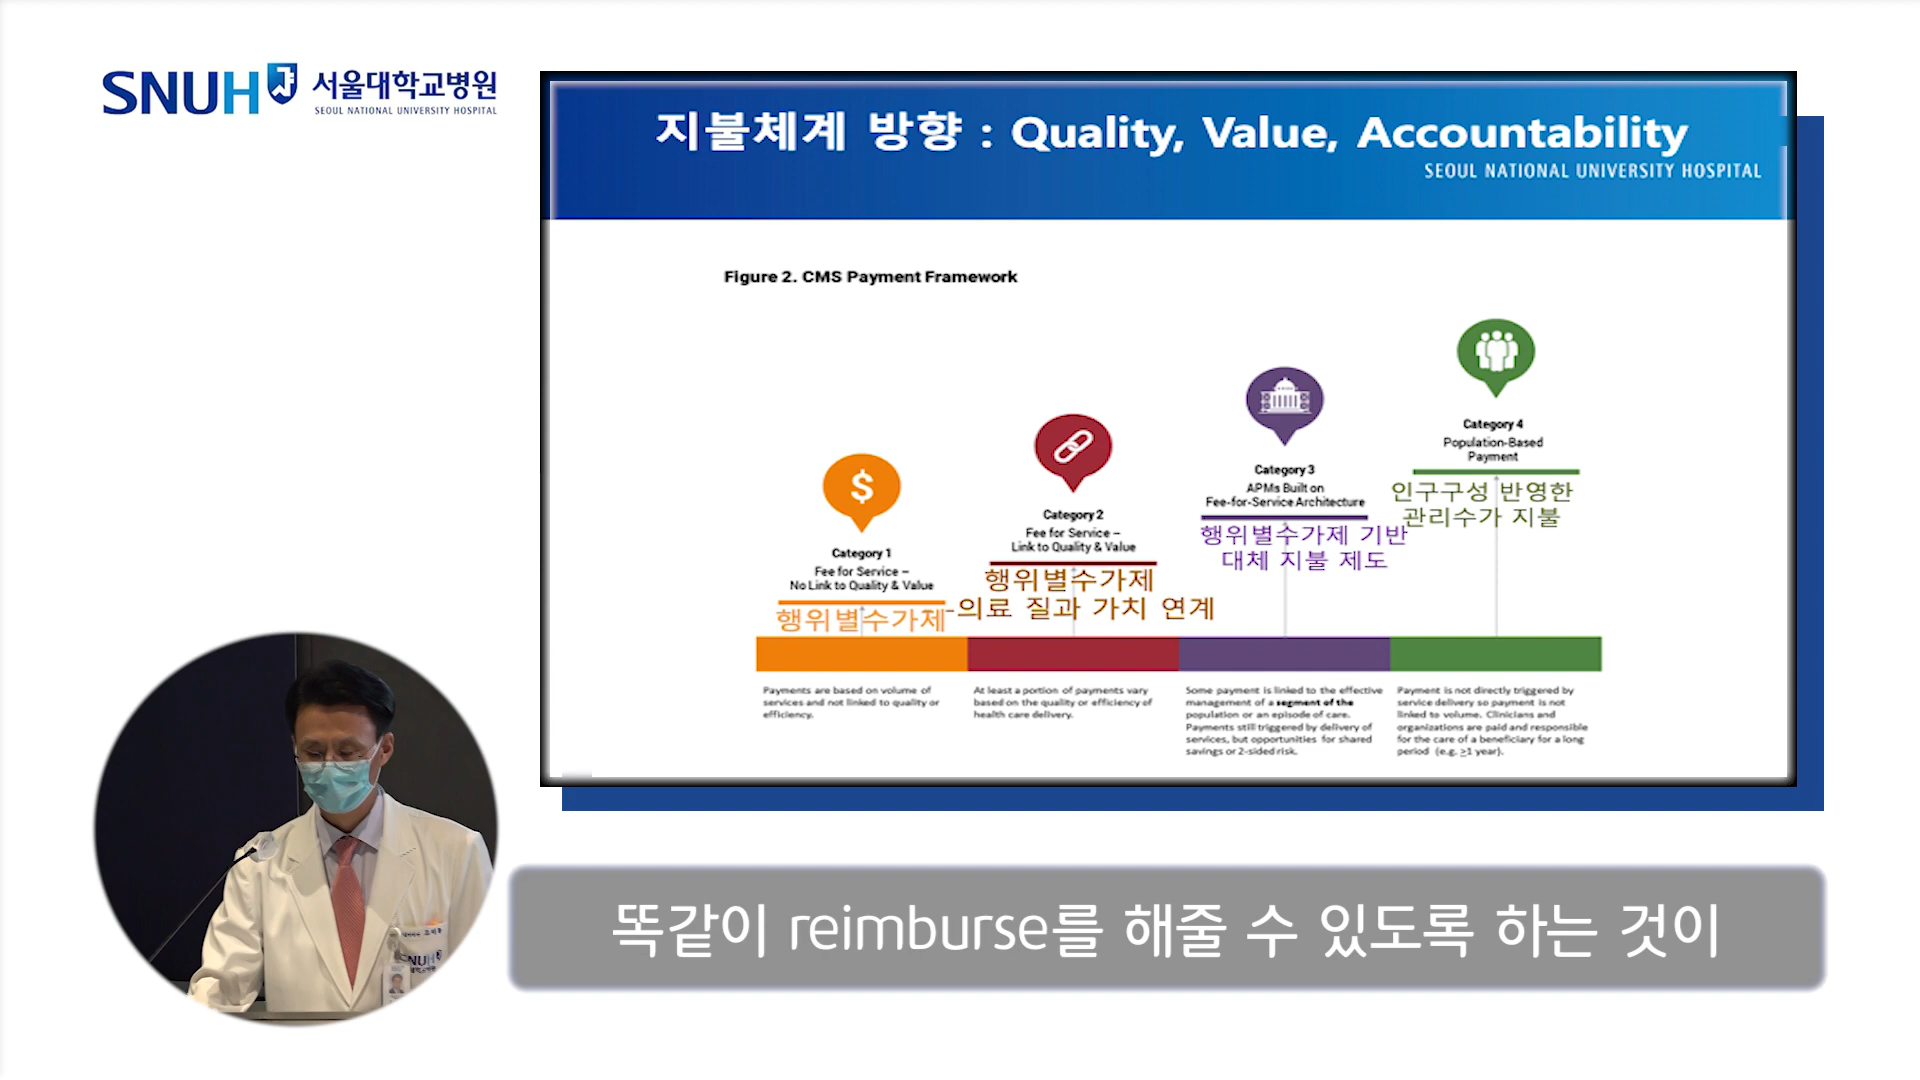 SNUH 서울대학교병원
SEOUL NATIONAL UNIVERSITY HOSPITAL
지불체계 방향 : Quality, Value, Accountability
SEOUL NATIONAL UNIVERSITY HOSPITAL
Figure 2. CMS Payment Framework
$
Category 1
Fee for Service –
No Link to Quality & Value
행위별수가제
Category 2
Fee for Service –
Link to Quality & Value
행위별수가제
-의료 질과 가치 연계
Category 3
APMs Built on
Fee-for-Service Architecture
행위별수가제 기반
대체 지불 제도
Category 4
Population-Based
Payment
인구구성 반영한
관리수가 지불
Payments are based on volume of
services and not linked to quality or
efficiency.
At least a portion of payments vary
based on the quality or efficiency of
health care delivery.
Some payment is linked to the effective
management of a segment of the
population or an episode of care.
Payments still triggered by delivery of
services, but opportunities for shared
savings or 2-sided risk.
Payment is not directly triggered by
service delivery so payment is not
linked to volume. Clinicians and
organizations are paid and responsible
for the care of a beneficiary for a long
period (e.g. ≥1 year).
똑같이 reimburse를 해줄 수 있도록 하는 것이